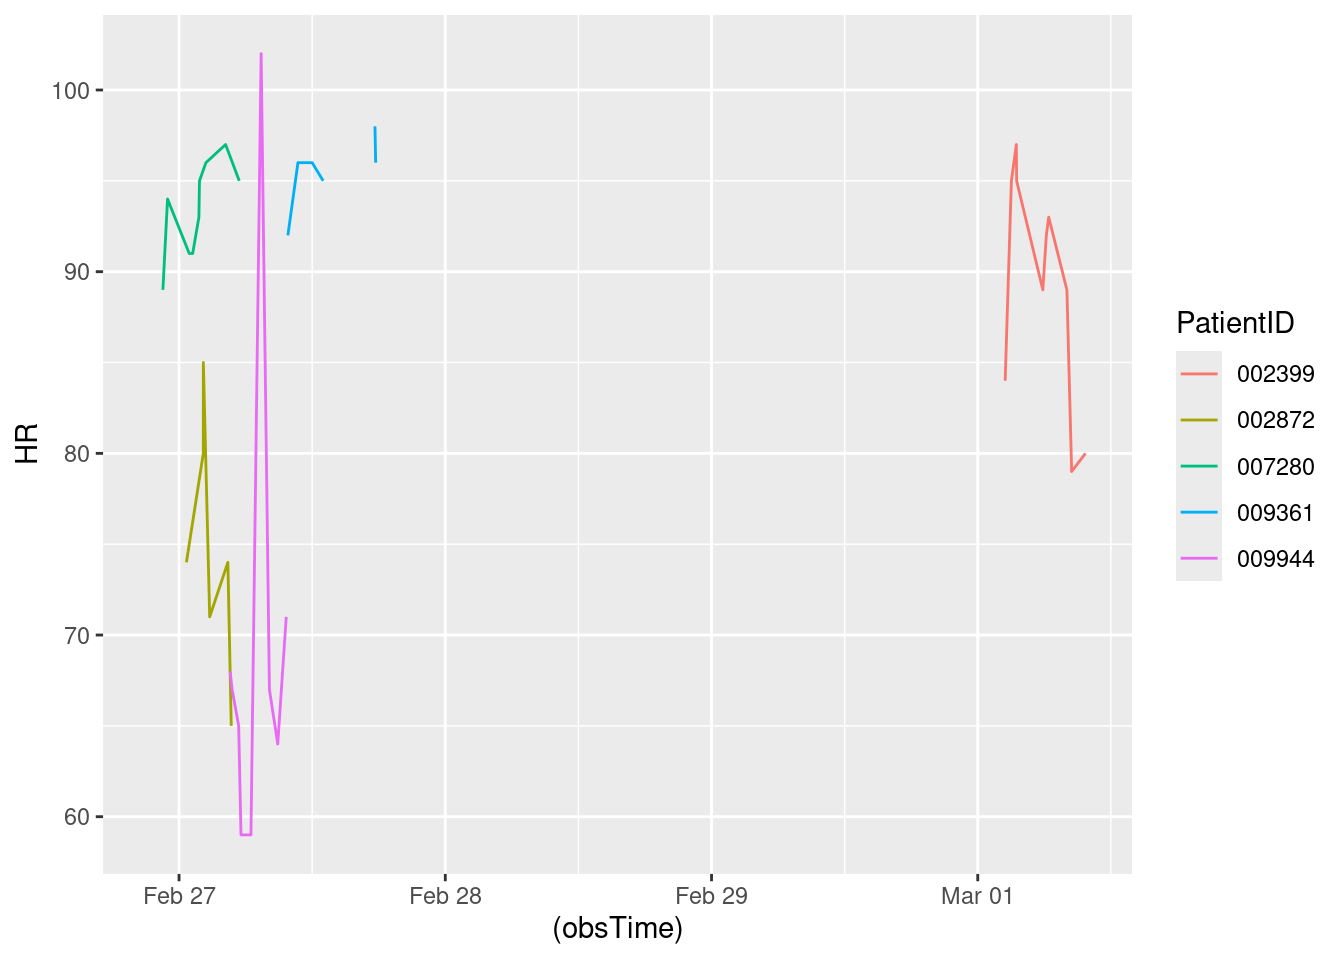 100
90
80
70
60
HR
Feb 27
Feb 28
Feb 29
Mar 01
(obsTime)
PatientID
002399
002872
007280
009361
009944